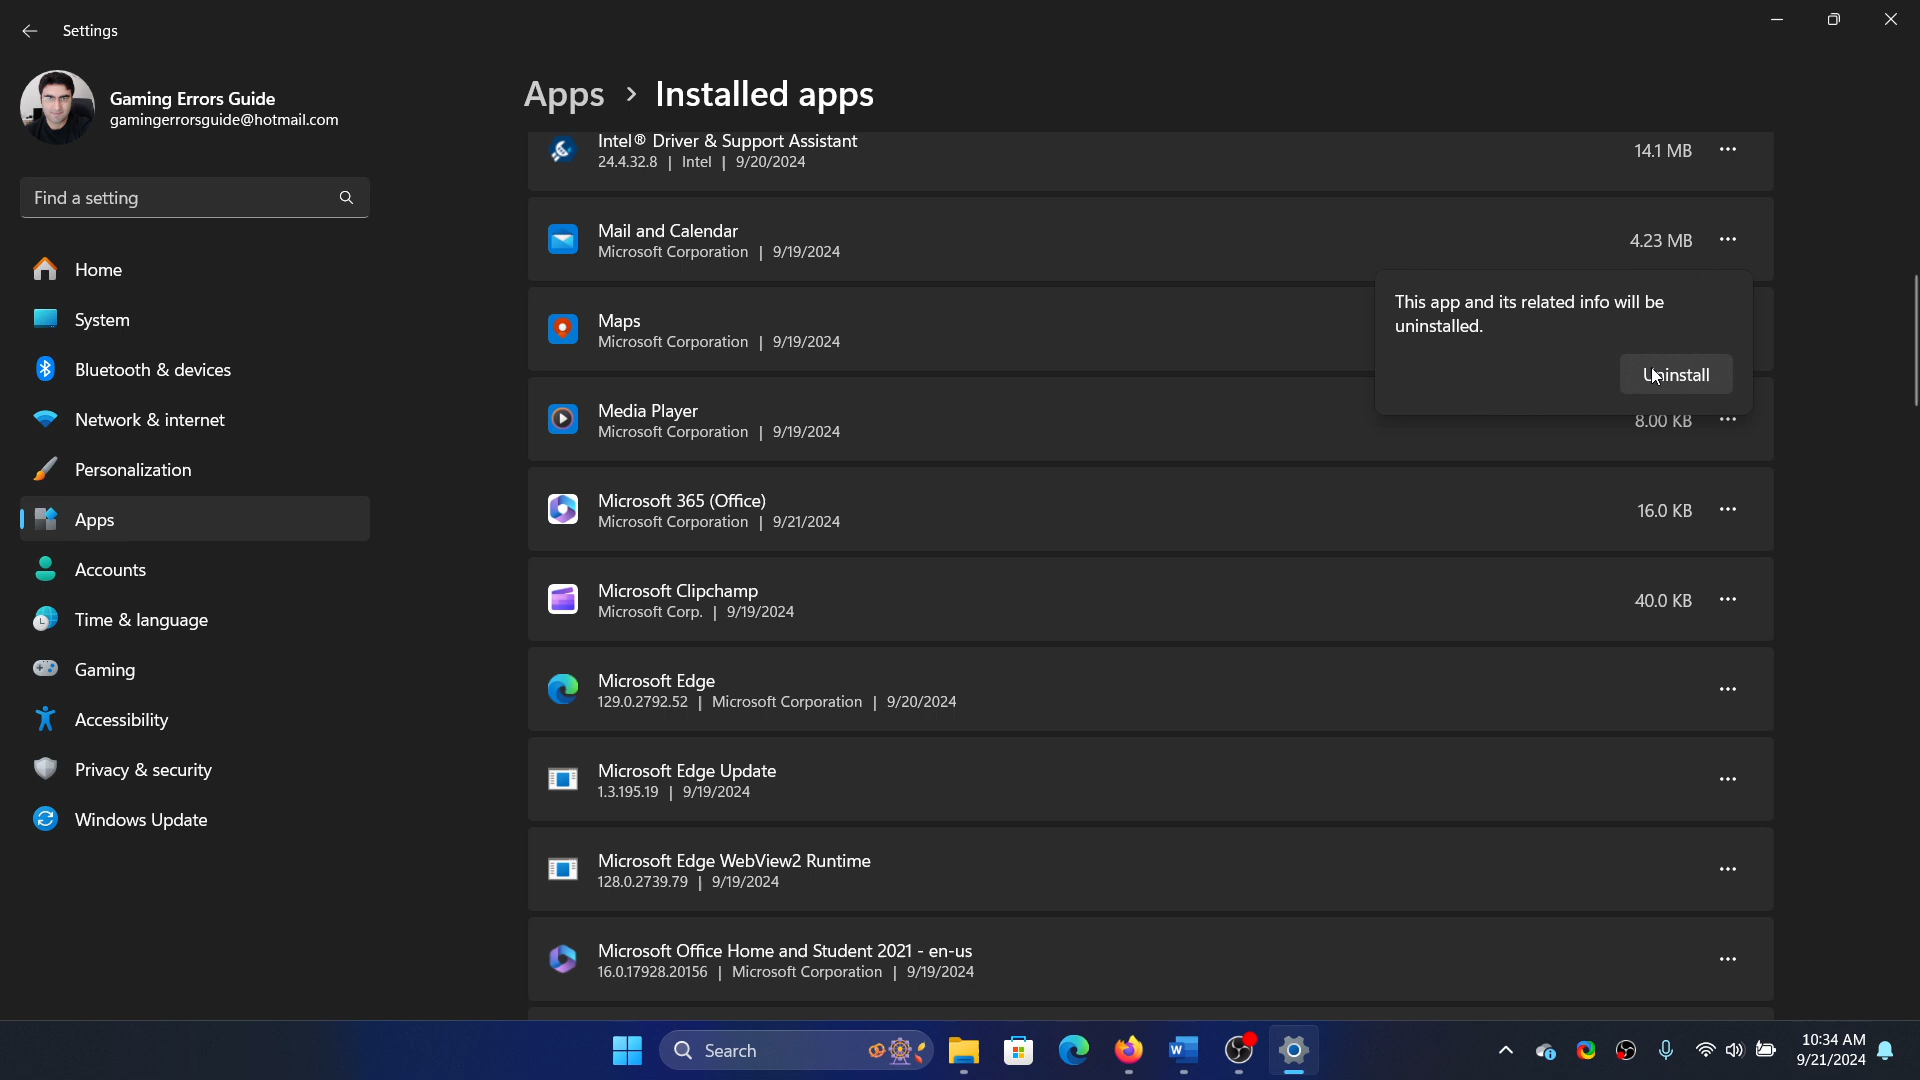 Settings
Gaming Errors Guide
gamingerrorsguide@hotmail.com
Find a setting
Home
System
Bluetooth & devices
Network & internet
Personalization
Apps
Accounts
Time & language
Gaming
Accessibility
Privacy & security
Windows Update
Apps > Installed apps
Intel® Driver & Support Assistant
24.4.32.8 | Intel | 9/20/2024
14.1 MB
Mail and Calendar
Microsoft Corporation | 9/19/2024
4.23 MB
This app and its related info will be
uninstalled.
Uninstall
Maps
Microsoft Corporation | 9/19/2024
Media Player
Microsoft Corporation | 9/19/2024
8.00 KB
Microsoft 365 (Office)
Microsoft Corporation | 9/21/2024
16.0 KB
Microsoft Clipchamp
Microsoft Corp. | 9/19/2024
40.0 KB
Microsoft Edge
129.0.2792.52 | Microsoft Corporation | 9/20/2024
Microsoft Edge Update
1.3.195.19 | 9/19/2024
Microsoft Edge WebView2 Runtime
128.0.2739.79 | 9/19/2024
Microsoft Office Home and Student 2021 - en-us
16.0.17928.20156 | Microsoft Corporation | 9/19/2024
Search
10:34 AM
9/21/2024